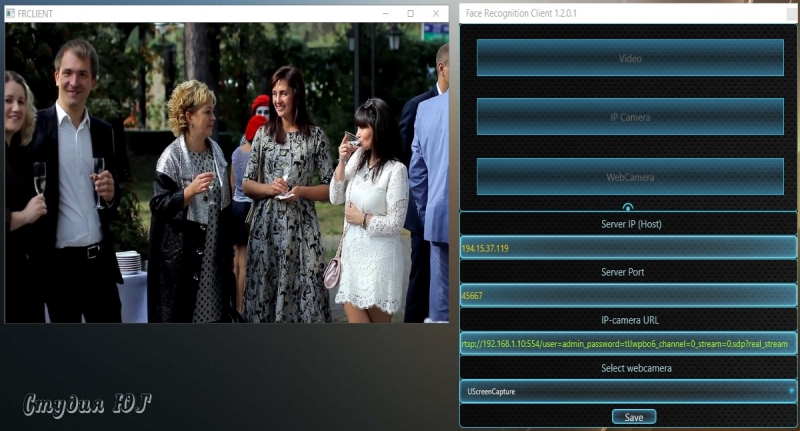 FRCLIENT
Face Recognition Client 1.2.0.1
Video
IP Camera
WebCamera
Server IP (Host)
194.15.37.119
Server Port
45667
IP-camera URL
rtsp://192.168.1.10:554/user=admin_password=tlJwpbo6_channel=0_stream=0.sdp?real_stream
Select webcamera
UScreenCapture
Save
Студия ЮГ